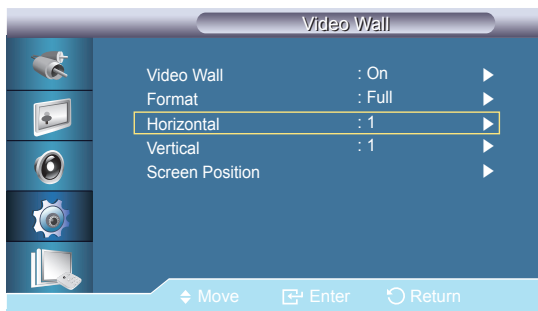 Video Wall
Video Wall : On
Format : Full
Horizontal : 1
Vertical : 1
Screen Position
Move Enter Return